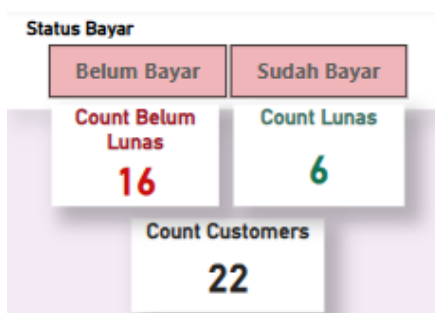 Status Bayar
Belum Bayar
Sudah Bayar
Count Belum
Lunas
16
Count Lunas
6
Count Customers
22